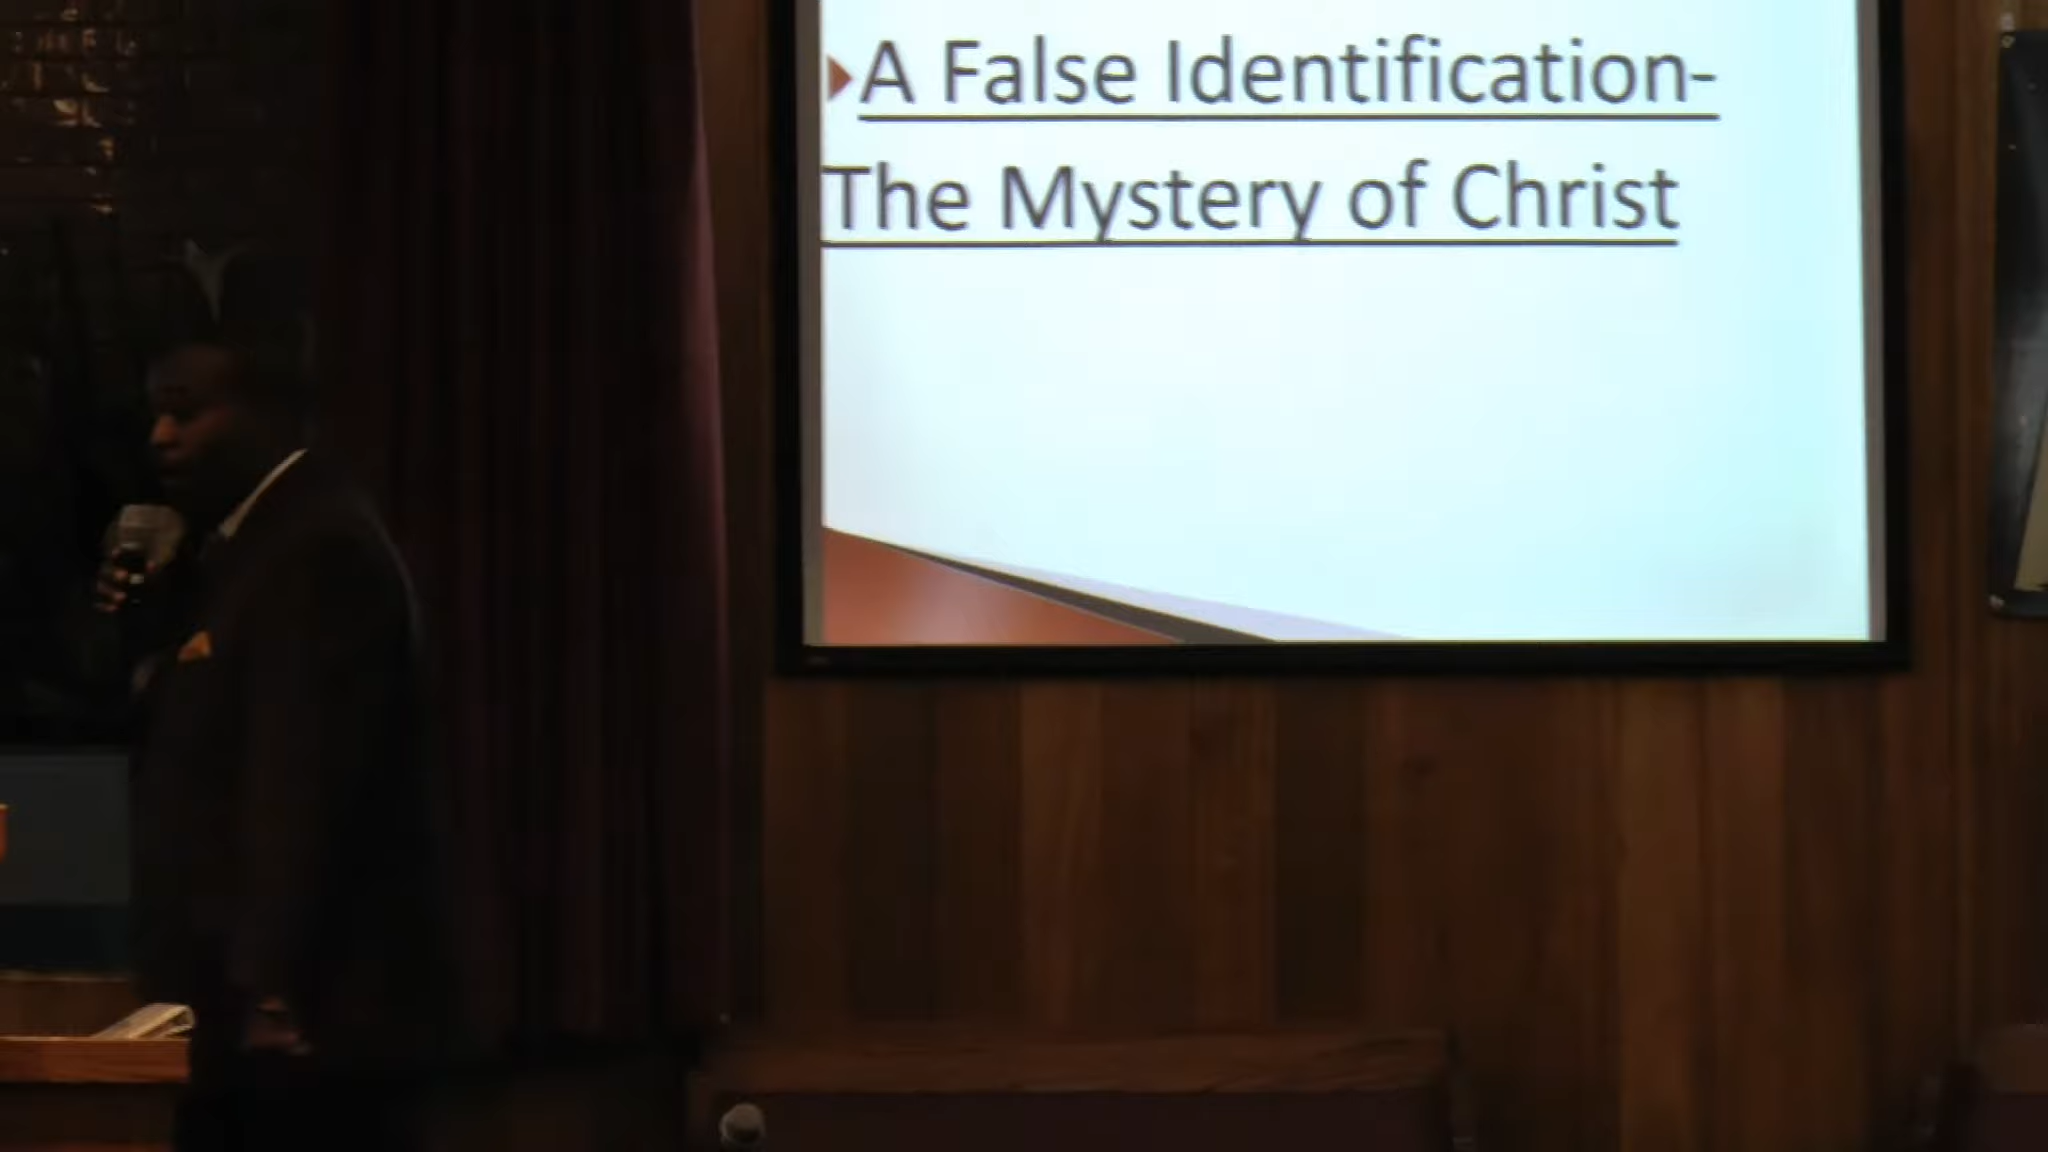 A False Identification-
The Mystery of Christ